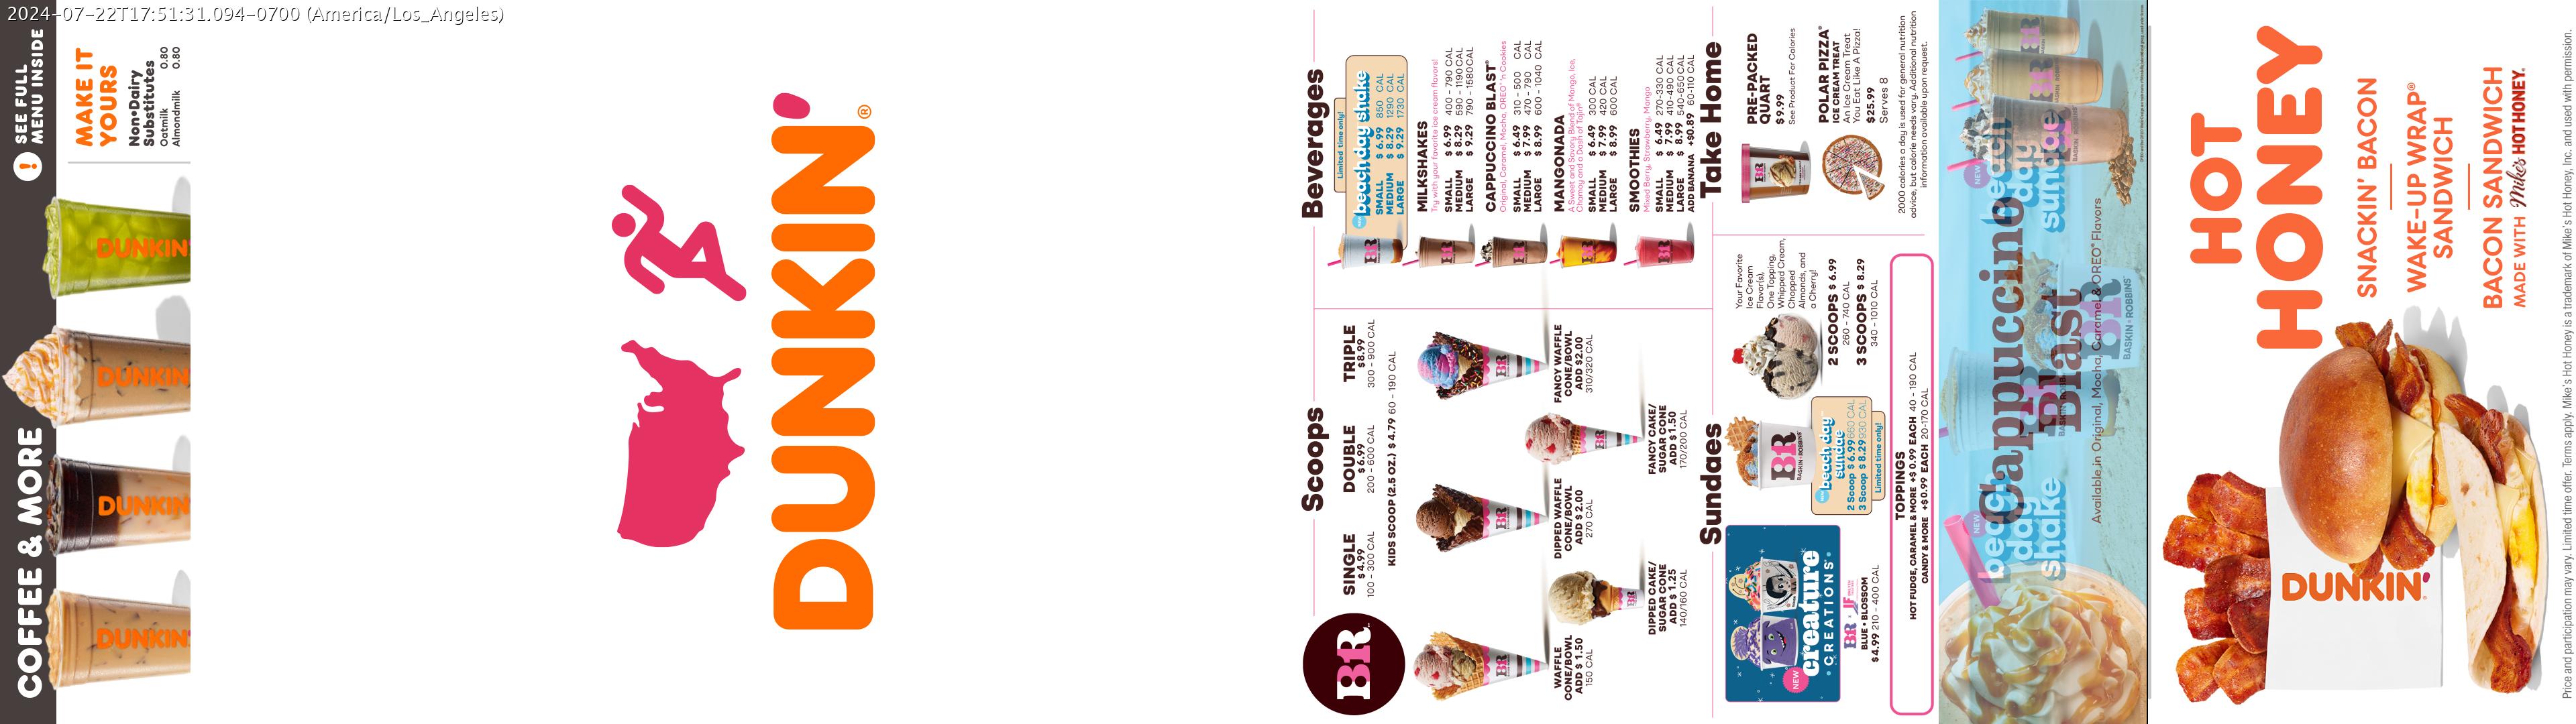 2024-07-22T17:51:31.094-0700 (America/Los_Angeles)
COFFEE & MORE
! SEE FULL
MENU INSIDE
DUNKIN'
DUNKIN'
DUNKIN'
DUNKIN'
MAKE IT
YOURS
Non•Dairy
Substitutes
Oatmilk 0.80
Almondmilk 0.80
DUNKIN'®
BR
Scoops
SINGLE
$4.99
100 - 300 CAL
DOUBLE
$6.99
200 - 600 CAL
TRIPLE
$8.99
300 - 900 CAL
KIDS SCOOP (2.5 OZ.) $4.79 60 - 190 CAL
WAFFLE
CONE/BOWL
ADD $1.50
150 CAL
DIPPED CAKE/
SUGAR CONE
ADD $1.25
140/160 CAL
DIPPED WAFFLE
CONE/BOWL
ADD $2.00
270 CAL
FANCY CAKE/
SUGAR CONE
ADD $1.50
170/200 CAL
FANCY WAFFLE
CONE/BOWL
ADD $2.00
310/320 CAL
Beverages
Limited time only!
beach day shake
SMALL $6.99 850 CAL
MEDIUM $8.29 1290 CAL
LARGE $9.29 1730 CAL
MILKSHAKES
Try with your favorite ice cream flavors!
SMALL $6.99 400 - 790 CAL
MEDIUM $8.29 590 - 1190 CAL
LARGE $9.29 790 - 1580 CAL
CAPPUCCINO BLAST®
Original, Caramel, Mocha, OREO® 'n Cookies
SMALL $6.49 310 - 500 CAL
MEDIUM $7.49 470 - 790 CAL
LARGE $8.99 600 - 1040 CAL
MANGONADA
A Sweet and Savory Blend of Mango, Ice,
Chamoy and a Dash of Tajín®
SMALL $6.49 300 CAL
MEDIUM $7.99 420 CAL
LARGE $8.99 600 CAL
SMOOTHIES
Mixed Berry, Strawberry, Mango
SMALL $6.49 270-330 CAL
MEDIUM $7.99 410-490 CAL
LARGE $8.99 540-650 CAL
ADD BANANA +$0.89 60-110 CAL
Sundaes
NEW
creature
CREATIONS®
BR
BLUE • BLOSSOM
$4.99 210 - 400 CAL
BR
BASKIN-ROBBINS
beach day
sundae
2 Scoop $6.99 660 CAL
3 Scoop $8.29 930 CAL
Limited time only!
Your Favorite
Ice Cream
Flavor(s),
One Topping,
Whipped Cream,
Chopped
Almonds, and
a Cherry!
2 SCOOPS $6.99
260 - 740 CAL
3 SCOOPS $8.29
340 - 1010 CAL
TOPPINGS
HOT FUDGE, CARAMEL & MORE +$0.99 EACH 40 - 190 CAL
CANDY & MORE +$0.99 EACH 20-170 CAL
Take Home
PRE-PACKED
QUART
$9.99
See Product For Calories
POLAR PIZZA®
ICE CREAM TREAT
An Ice Cream Treat
You Eat Like A Pizza!
$25.99
Serves 8
2000 calories a day is used for general nutrition
advice, but calorie needs vary. Additional nutrition
information available upon request.
NEW
beach
day
shake
NEW
beach
day
sundae
Cappuccino
Blast
Available in Original, Mocha, Caramel & OREO® Flavors
BR
BASKIN-ROBBINS
HOT
HONEY
SNACKIN' BACON
WAKE-UP WRAP®
SANDWICH
BACON SANDWICH
MADE WITH Mike's HOT HONEY.
DUNKIN'
Price and participation may vary. Limited time offer. Terms apply. Mike's Hot Honey is a trademark of Mike's Hot Honey, Inc. and used with permission.